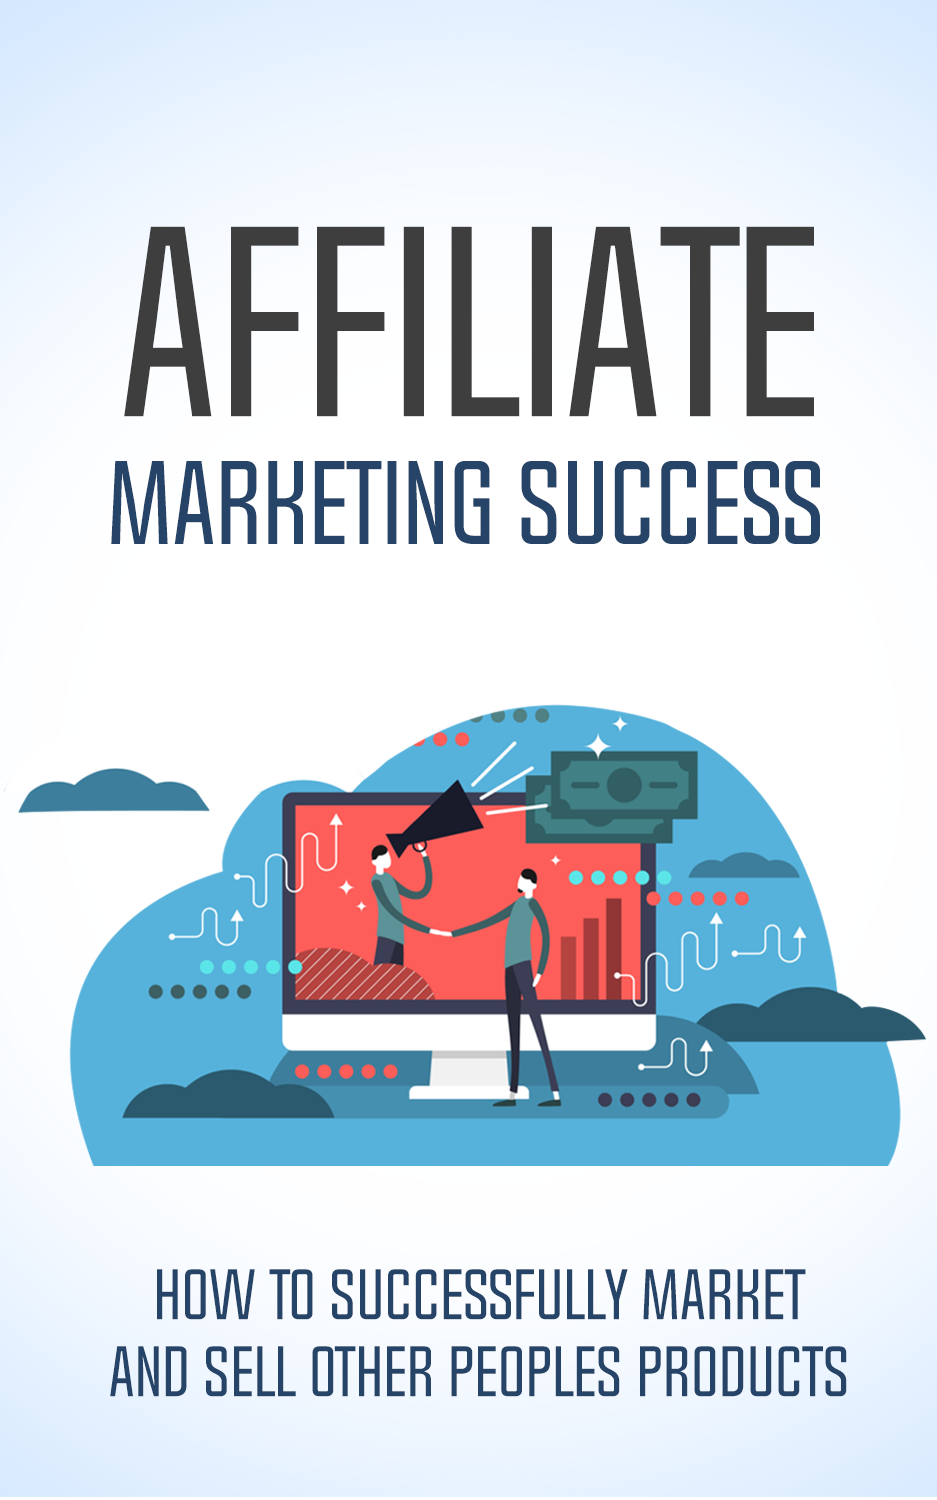 AFFILIATE
MARKETING SUCCESS
HOW TO SUCCESSFULLY MARKET
AND SELL OTHER PEOPLES PRODUCTS